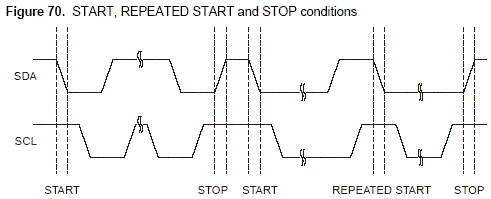 Figure 70. START, REPEATED START and STOP conditions
SDA
SCL
START STOP START REPEATED START STOP